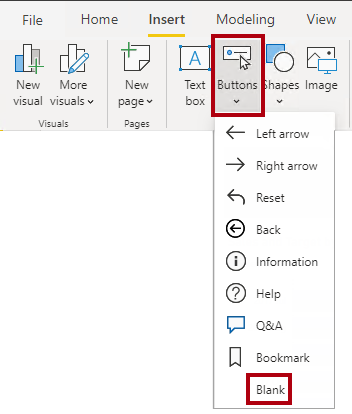 File Home Insert Modeling View
New visual More visuals New page Text box Buttons Shapes Image
Visuals Pages
Left arrow
Right arrow
Reset
Back
Information
Help
Q&A
Bookmark
Blank